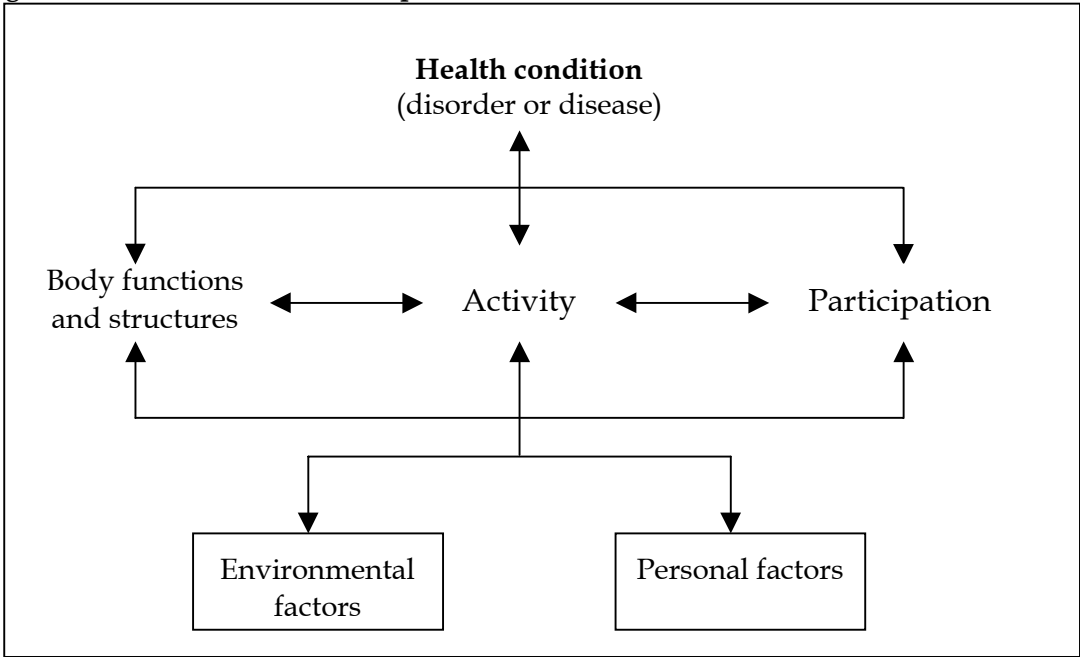 Health condition
(disorder or disease)
Body functions
and structures
Activity
Participation
Environmental
factors
Personal factors